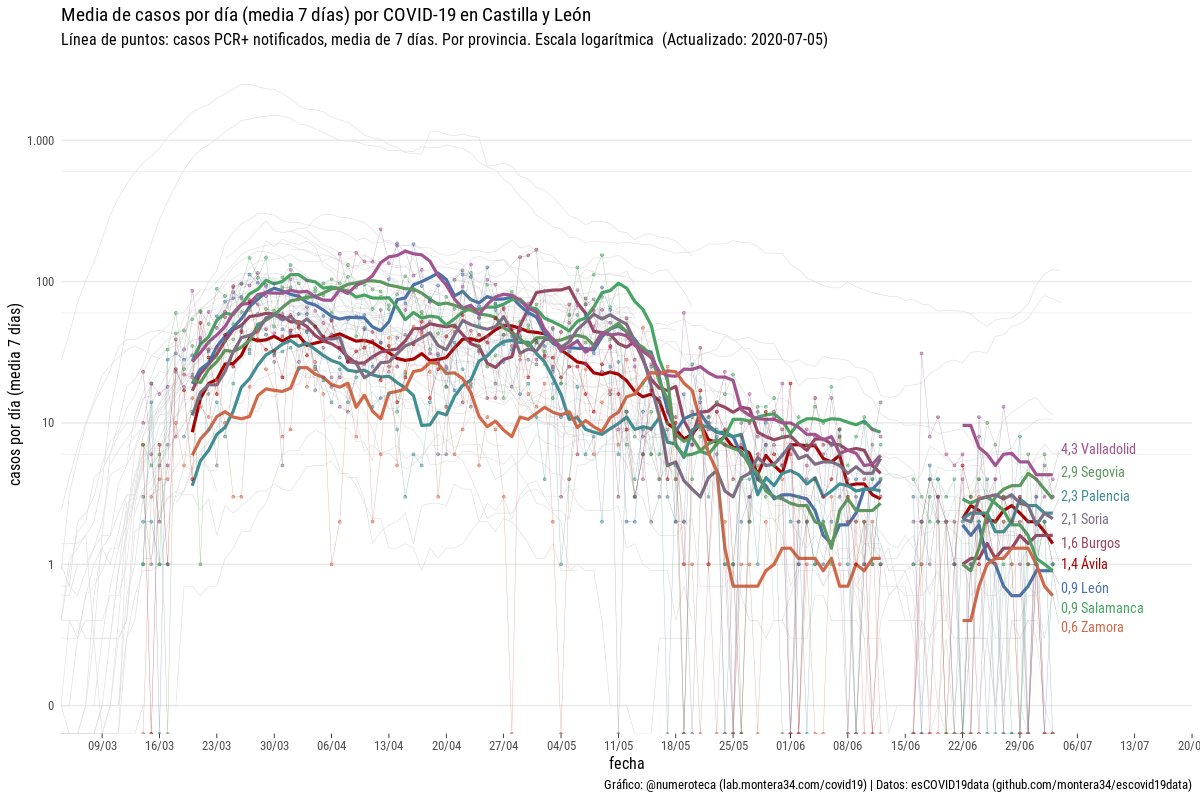 Media de casos por día (media 7 días) por COVID-19 en Castilla y León
Línea de puntos: casos PCR+ notificados, media de 7 días. Por provincia. Escala logarítmica (Actualizado: 2020-07-05)
casos por día (media 7 días)
1.000
100
10
1
0
4,3 Valladolid
2,9 Segovia
2,3 Palencia
2,1 Soria
1,6 Burgos
1,4 Ávila
0,9 León
0,9 Salamanca
0,6 Zamora
09/03 16/03 23/03 30/03 06/04 13/04 20/04 27/04 04/05 11/05 18/05 25/05 01/06 08/06 15/06 22/06 29/06 06/07 13/07 20/0
fecha
Gráfico: @numeroteca (lab.montera34.com/covid19) | Datos: esCOVID19data (github.com/montera34/escovid19data)